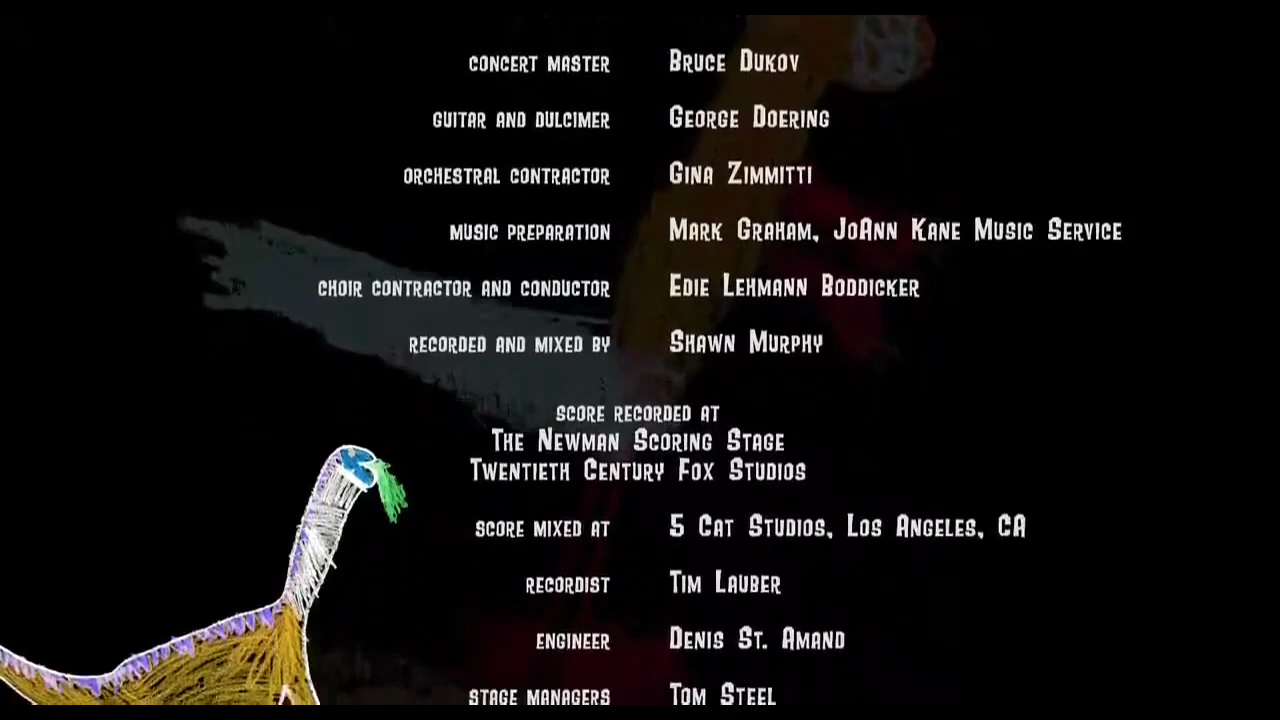 CONCERT MASTER BRUCE DUKOV
GUITAR AND DULCIMER GEORGE DOERING
ORCHESTRAL CONTRACTOR GINA ZIMMITTI
MUSIC PREPARATION MARK GRAHAM, JOANN KANE MUSIC SERVICE
CHOIR CONTRACTOR AND CONDUCTOR EDIE LEHMANN BODDICKER
RECORDED AND MIXED BY SHAWN MURPHY
SCORE RECORDED AT
THE NEWMAN SCORING STAGE
TWENTIETH CENTURY FOX STUDIOS
SCORE MIXED AT 5 CAT STUDIOS, LOS ANGELES, CA
RECORDIST TIM LAUBER
ENGINEER DENIS ST. AMAND
STAGE MANAGERS TOM STEEL